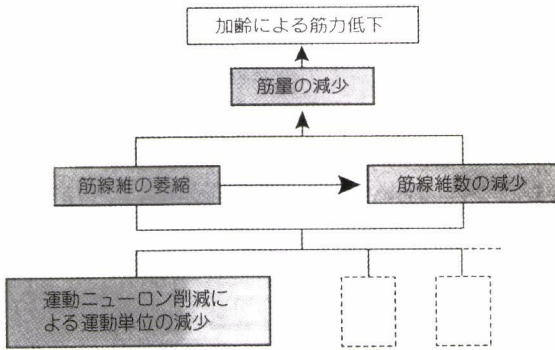 加齢による筋力低下
筋量の減少
筋線維の萎縮
筋線維数の減少
運動ニューロン削減に
よる運動単位の減少